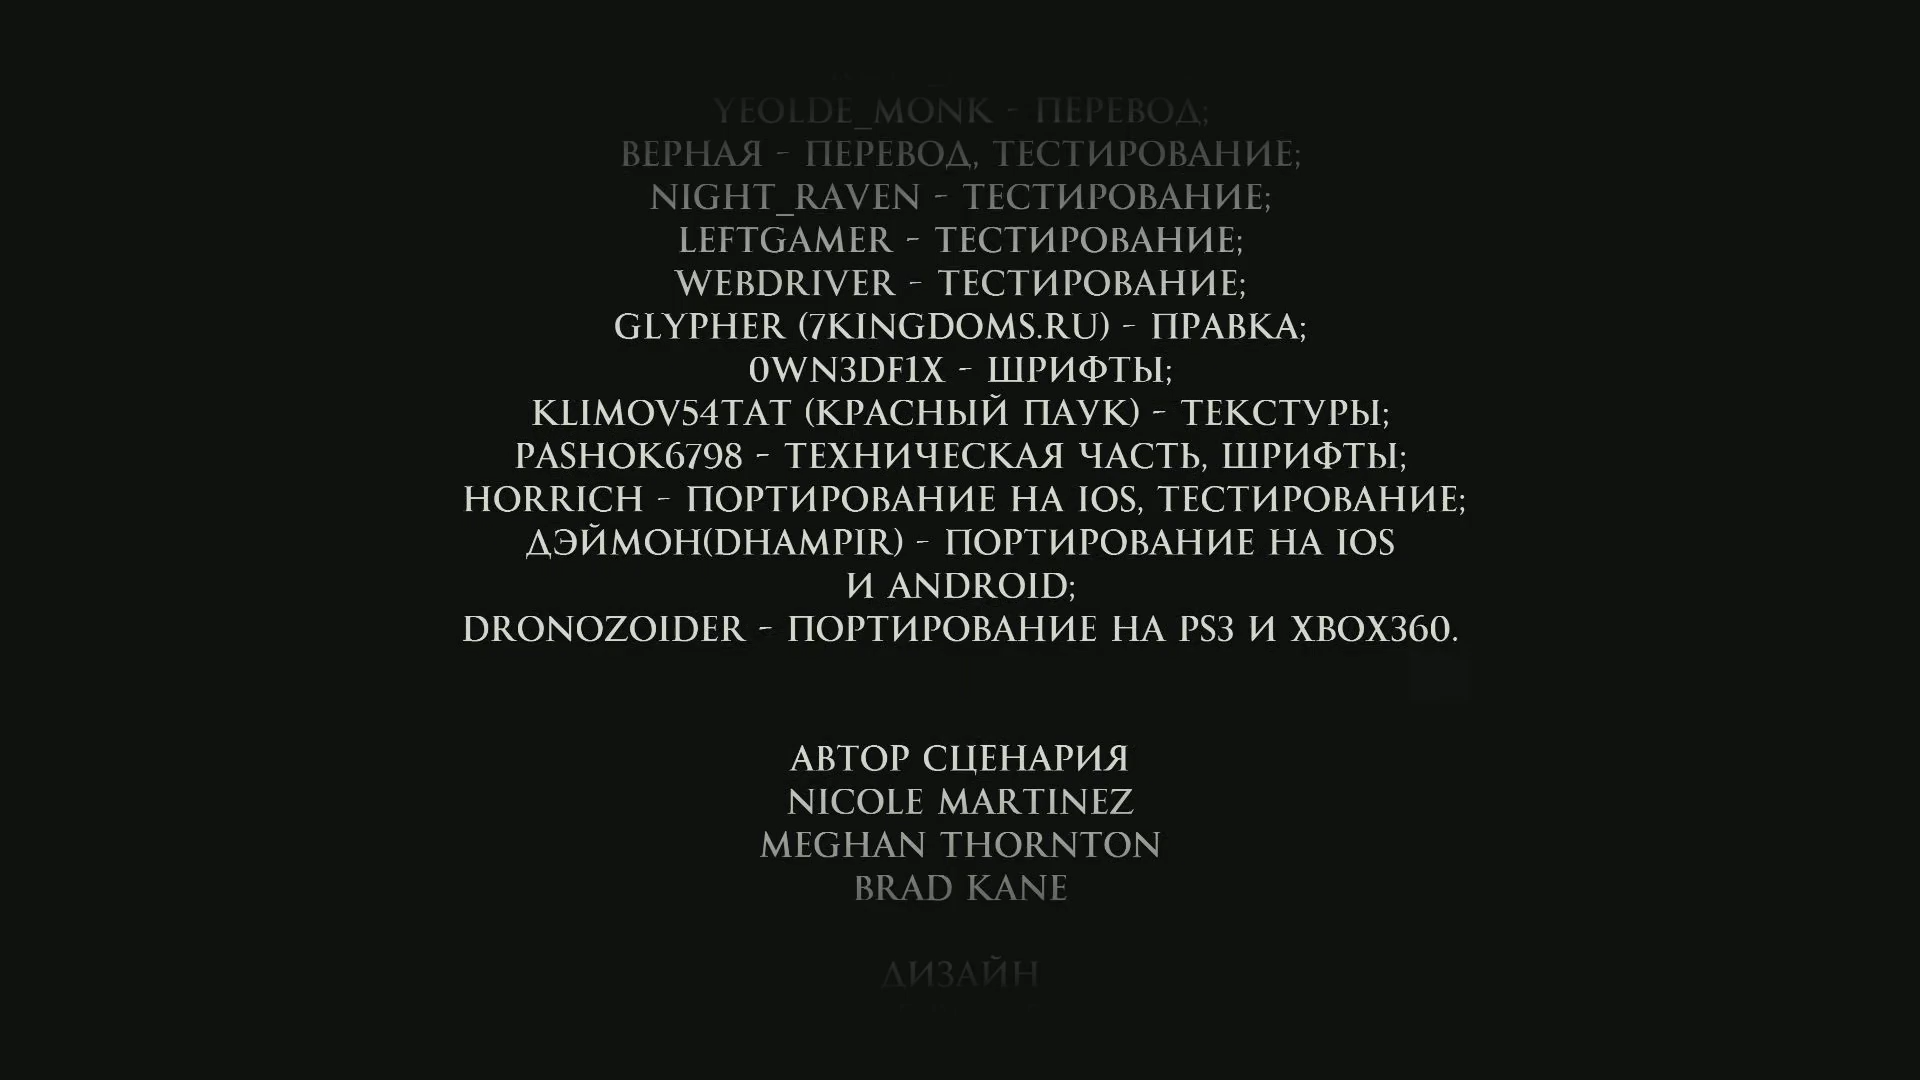 YEOLDE_MONK - ПЕРЕВОД;
ВЕРНАЯ - ПЕРЕВОД, ТЕСТИРОВАНИЕ;
NIGHT_RAVEN - ТЕСТИРОВАНИЕ;
LEFTGAMER - ТЕСТИРОВАНИЕ;
WEBDRIVER - ТЕСТИРОВАНИЕ;
GLYPHER (7KINGDOMS.RU) - ПРАВКА;
0WN3DF1X - ШРИФТЫ;
KLIMOV54TAT (КРАСНЫЙ ПАУК) - ТЕКСТУРЫ;
PASHOK6798 - ТЕХНИЧЕСКАЯ ЧАСТЬ, ШРИФТЫ;
HORRICH - ПОРТИРОВАНИЕ НА IOS, ТЕСТИРОВАНИЕ;
ДЭЙМОН(DHAMPIR) - ПОРТИРОВАНИЕ НА IOS
И ANDROID;
DRONOZOIDER - ПОРТИРОВАНИЕ НА PS3 И XBOX360.
АВТОР СЦЕНАРИЯ
NICOLE MARTINEZ
MEGHAN THORNTON
BRAD KANE
ДИЗАЙН